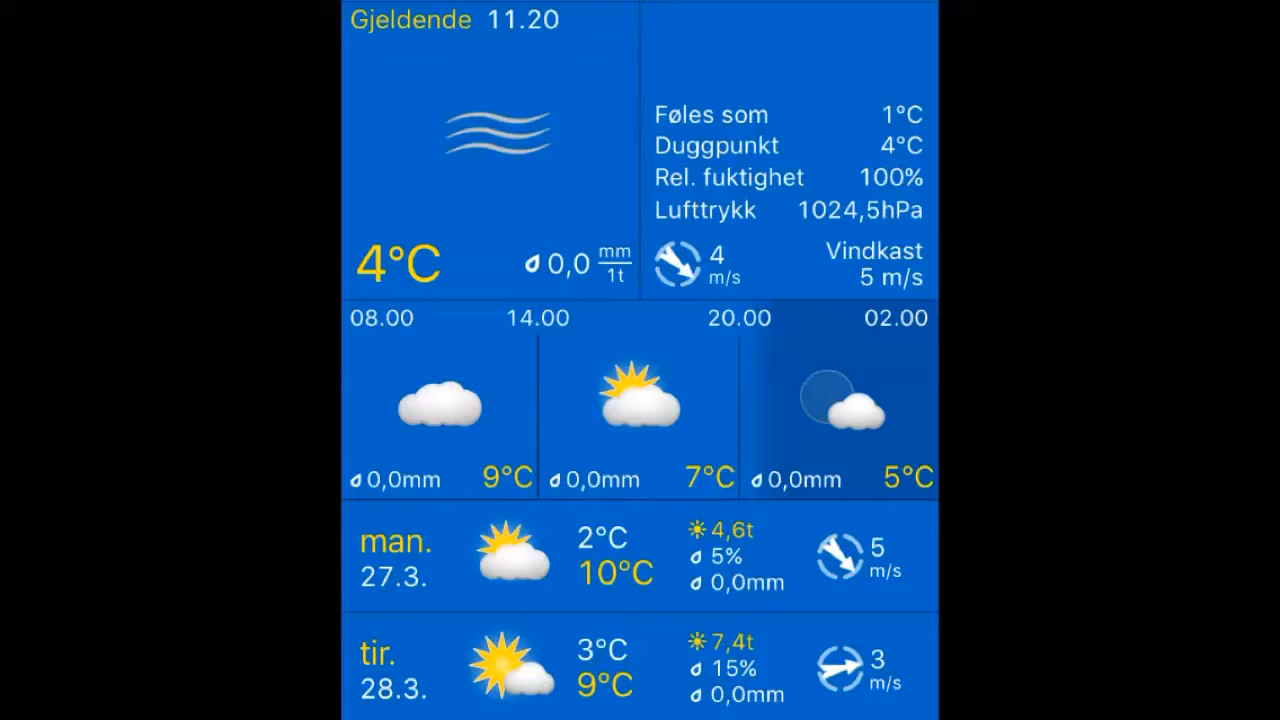 Gjeldende 11.20
Føles som 1°C
Duggpunkt 4°C
Rel. fuktighet 100%
Lufttrykk 1024,5hPa
4°C 0,0 mm
1t
4 m/s
Vindkast
5 m/s
08.00 14.00 20.00 02.00
0,0mm 9°C 0,0mm 7°C 0,0mm 5°C
man.
27.3.
2°C
10°C
4,6t
5%
0,0mm
5
m/s
tir.
28.3.
3°C
9°C
7,4t
15%
0,0mm
3
m/s